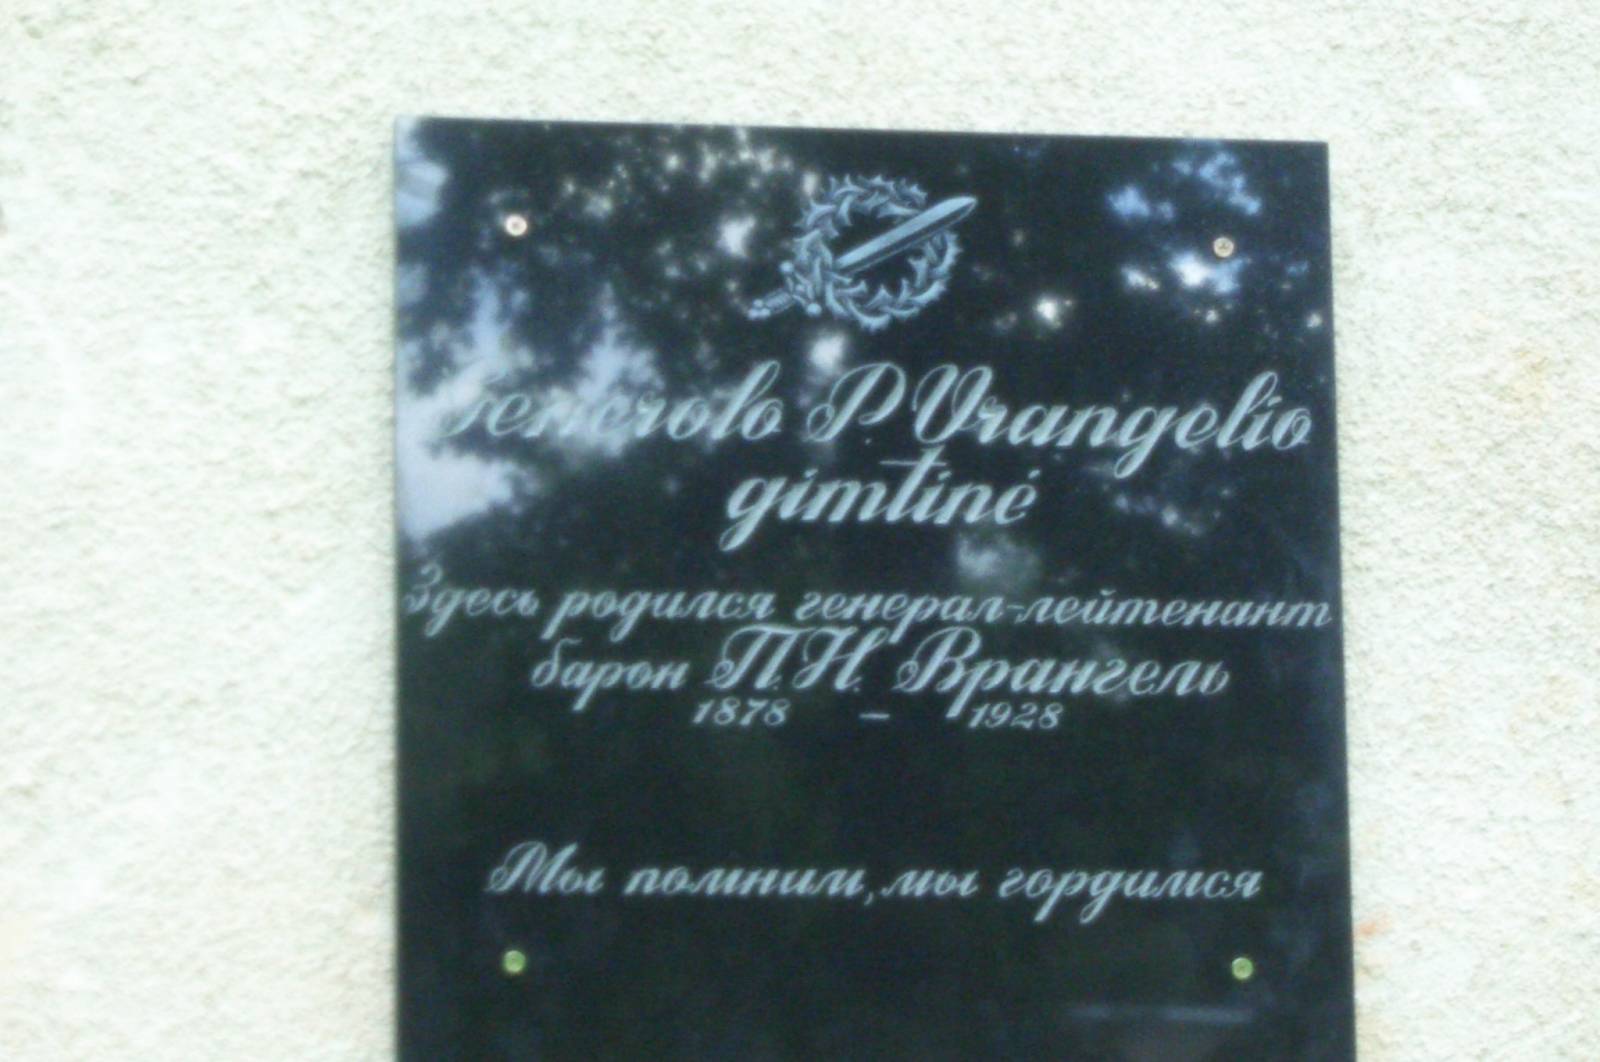 Generolo P. Vrangelio
gimtinė
Здесь родился генерал-лейтенант
барон П.Н. Врангель
1878 – 1928
Мы помним, мы гордимся